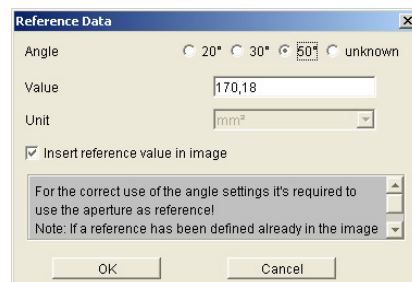 Reference Data
Angle 20° 30° 50° unknown
Value 170,18
Unit mm²
Insert reference value in image
For the correct use of the angle settings it's required to
use the aperture as reference!
Note: If a reference has been defined already in the image
OK Cancel